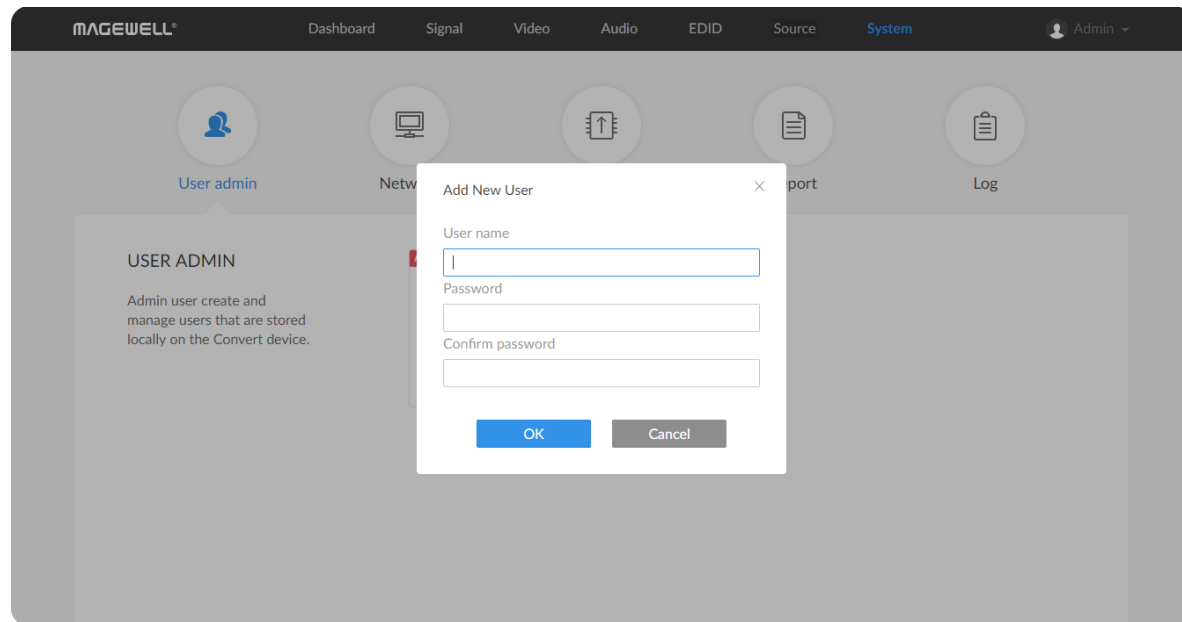 MAGEWELL®
Dashboard Signal Video Audio EDID Source System Admin
User admin Netw port Log
Add New User
User name
Password
Confirm password
OK Cancel
USER ADMIN
Admin user create and
manage users that are stored
locally on the Convert device.